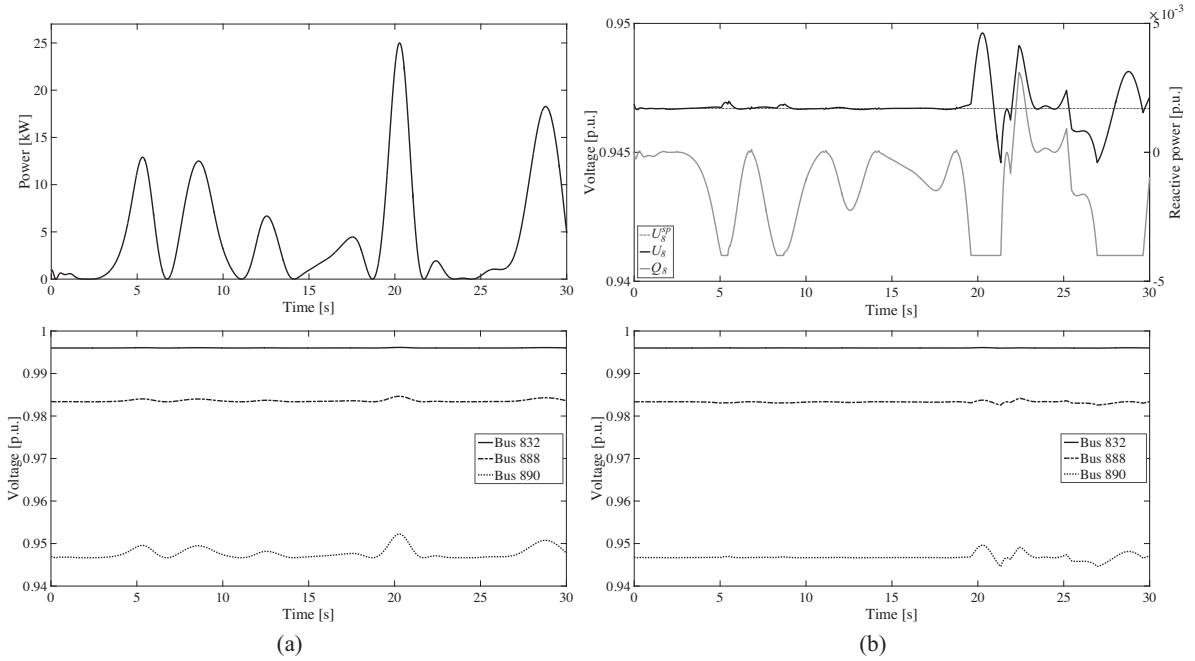 25
20
15
10
5
0
Power [kW]
0 5 10 15 20 25 30
Time [s]
1
0.99
0.98
0.97
0.96
0.95
0.94
Voltage [p.u.]
Bus 832
Bus 888
Bus 890
0 5 10 15 20 25 30
Time [s]
(a)
×10⁻³
0.95
0.945
0.94
Voltage [p.u.]
5
0
-5
Reactive power [p.u.]
U₈ˢᵖ
U₈
Q₈
0 5 10 15 20 25 30
Time [s]
1
0.99
0.98
0.97
0.96
0.95
0.94
Voltage [p.u.]
Bus 832
Bus 888
Bus 890
0 5 10 15 20 25 30
Time [s]
(b)